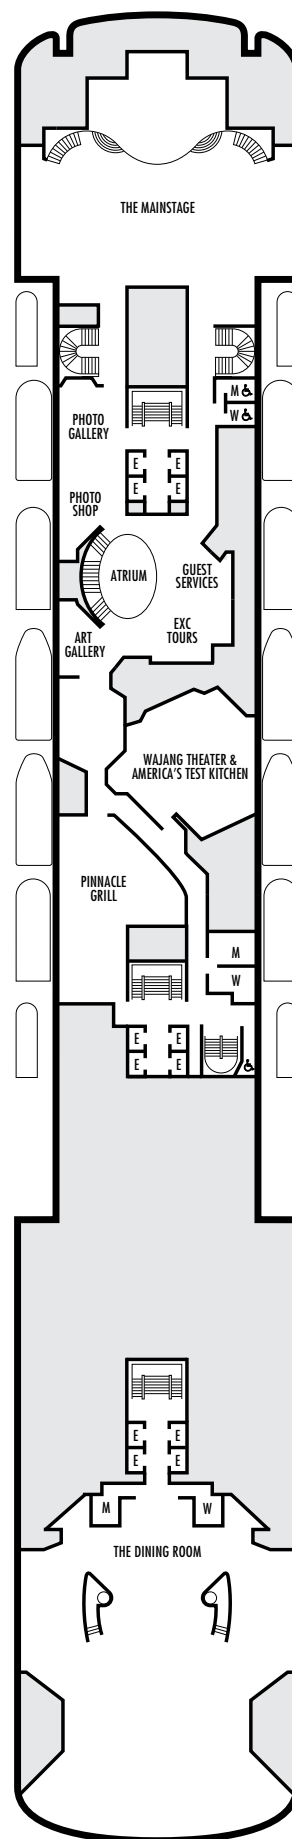 THE MAINSTAGE
M
W
PHOTO
GALLERY
E E
E E
PHOTO
SHOP
ATRIUM
GUEST
SERVICES
EXC
TOURS
ART
GALLERY
WAJANG THEATER &
AMERICA'S TEST KITCHEN
PINNACLE
GRILL
M
W
E E
E E
E E
E E
M W
THE DINING ROOM